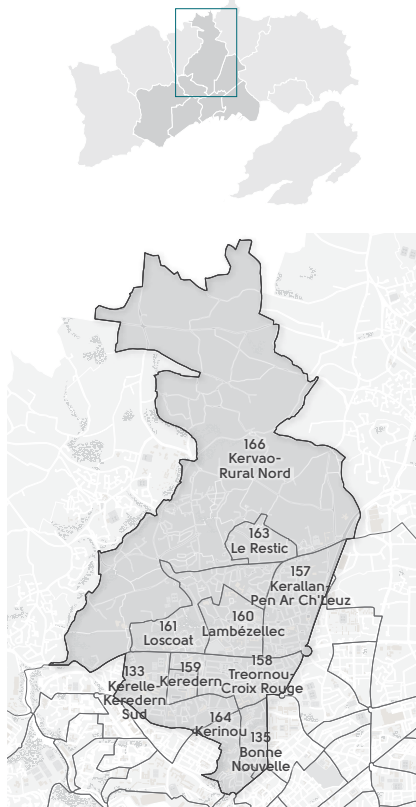 166
Kervao-
Rural Nord
163
Le Restic
157
Kerallan-
Pen Ar Ch'Leuz
160
Lambézellec
161
Loscoat
133
Kerelle-
Keredern
Sud
159
Keredern
158
Treornou-
Croix Rouge
164
Kerinou
135
Bonne
Nouvelle